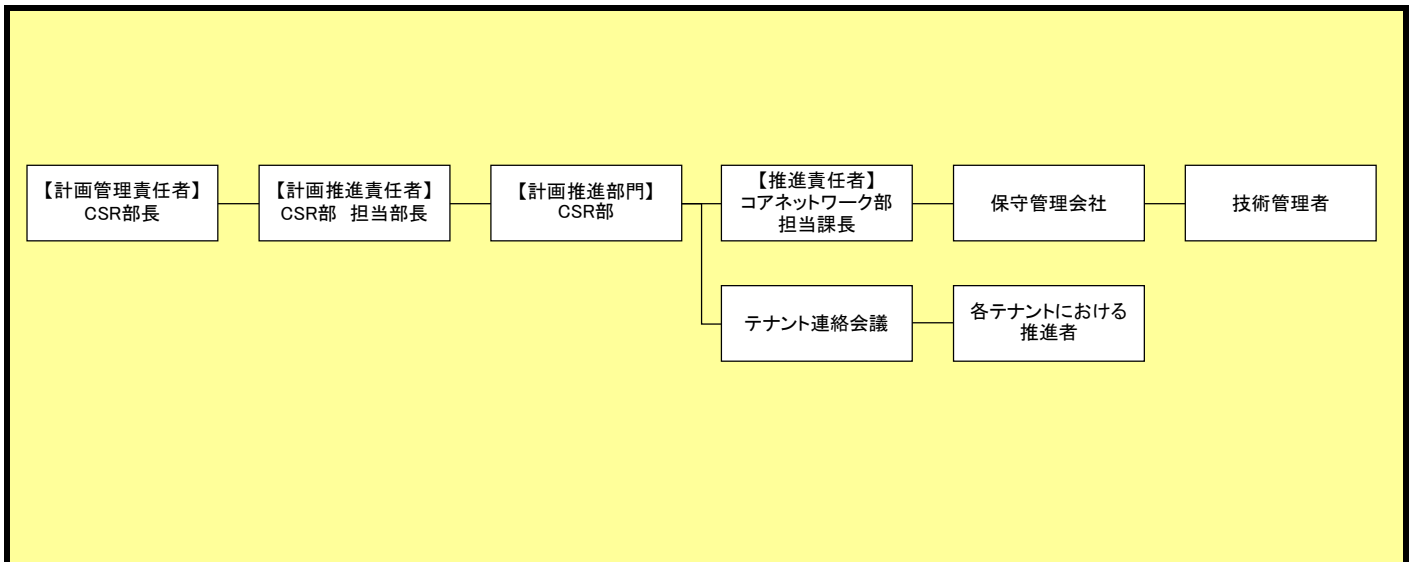 【計画管理責任者】
CSR部長
【計画推進責任者】
CSR部　担当部長
【計画推進部門】
CSR部
【推進責任者】
コアネットワーク部
担当課長
保守管理会社
技術管理者
テナント連絡会議
各テナントにおける
推進者